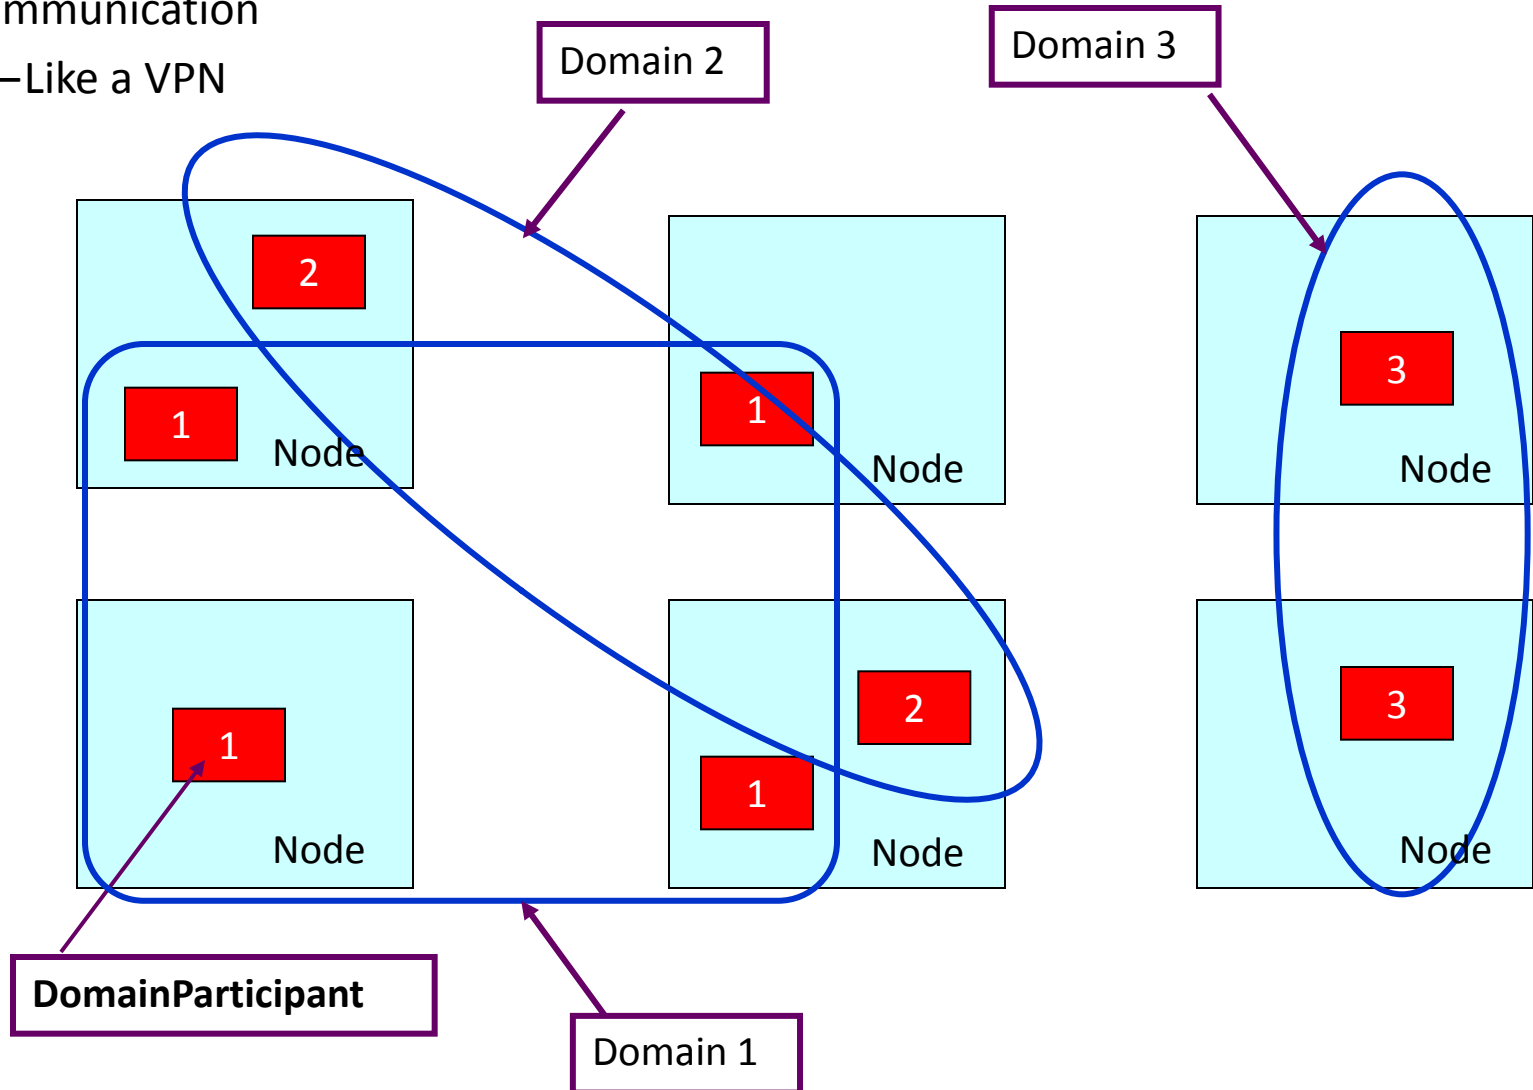 mmunication
–Like a VPN
Domain 2
Domain 3
2
1
Node
1
Node
3
Node
1
Node
2
1
Node
3
Node
DomainParticipant
Domain 1